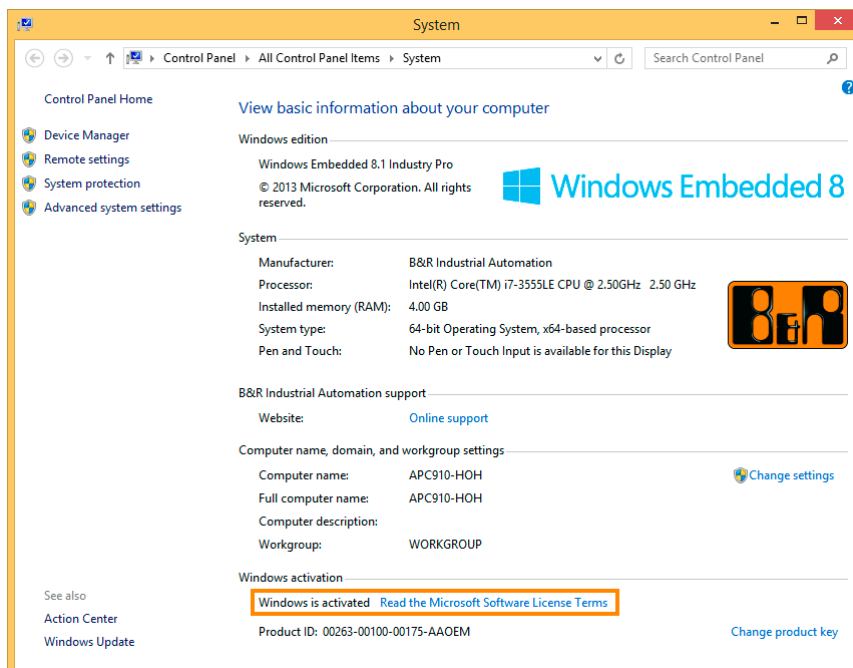 System
Control Panel All Control Panel Items System
Search Control Panel
Control Panel Home
Device Manager
Remote settings
System protection
Advanced system settings
View basic information about your computer
Windows edition
Windows Embedded 8.1 Industry Pro
© 2013 Microsoft Corporation. All rights
reserved.
Windows Embedded 8
System
Manufacturer: B&R Industrial Automation
Processor: Intel(R) Core(TM) i7-3555LE CPU @ 2.50GHz 2.50 GHz
Installed memory (RAM): 4.00 GB
System type: 64-bit Operating System, x64-based processor
Pen and Touch: No Pen or Touch Input is available for this Display
B&R
B&R Industrial Automation support
Website: Online support
Computer name, domain, and workgroup settings
Computer name: APC910-HOH
Change settings
Full computer name: APC910-HOH
Computer description:
Workgroup: WORKGROUP
Windows activation
Windows is activated Read the Microsoft Software License Terms
Product ID: 00263-00100-00175-AAOEM
Change product key
See also
Action Center
Windows Update